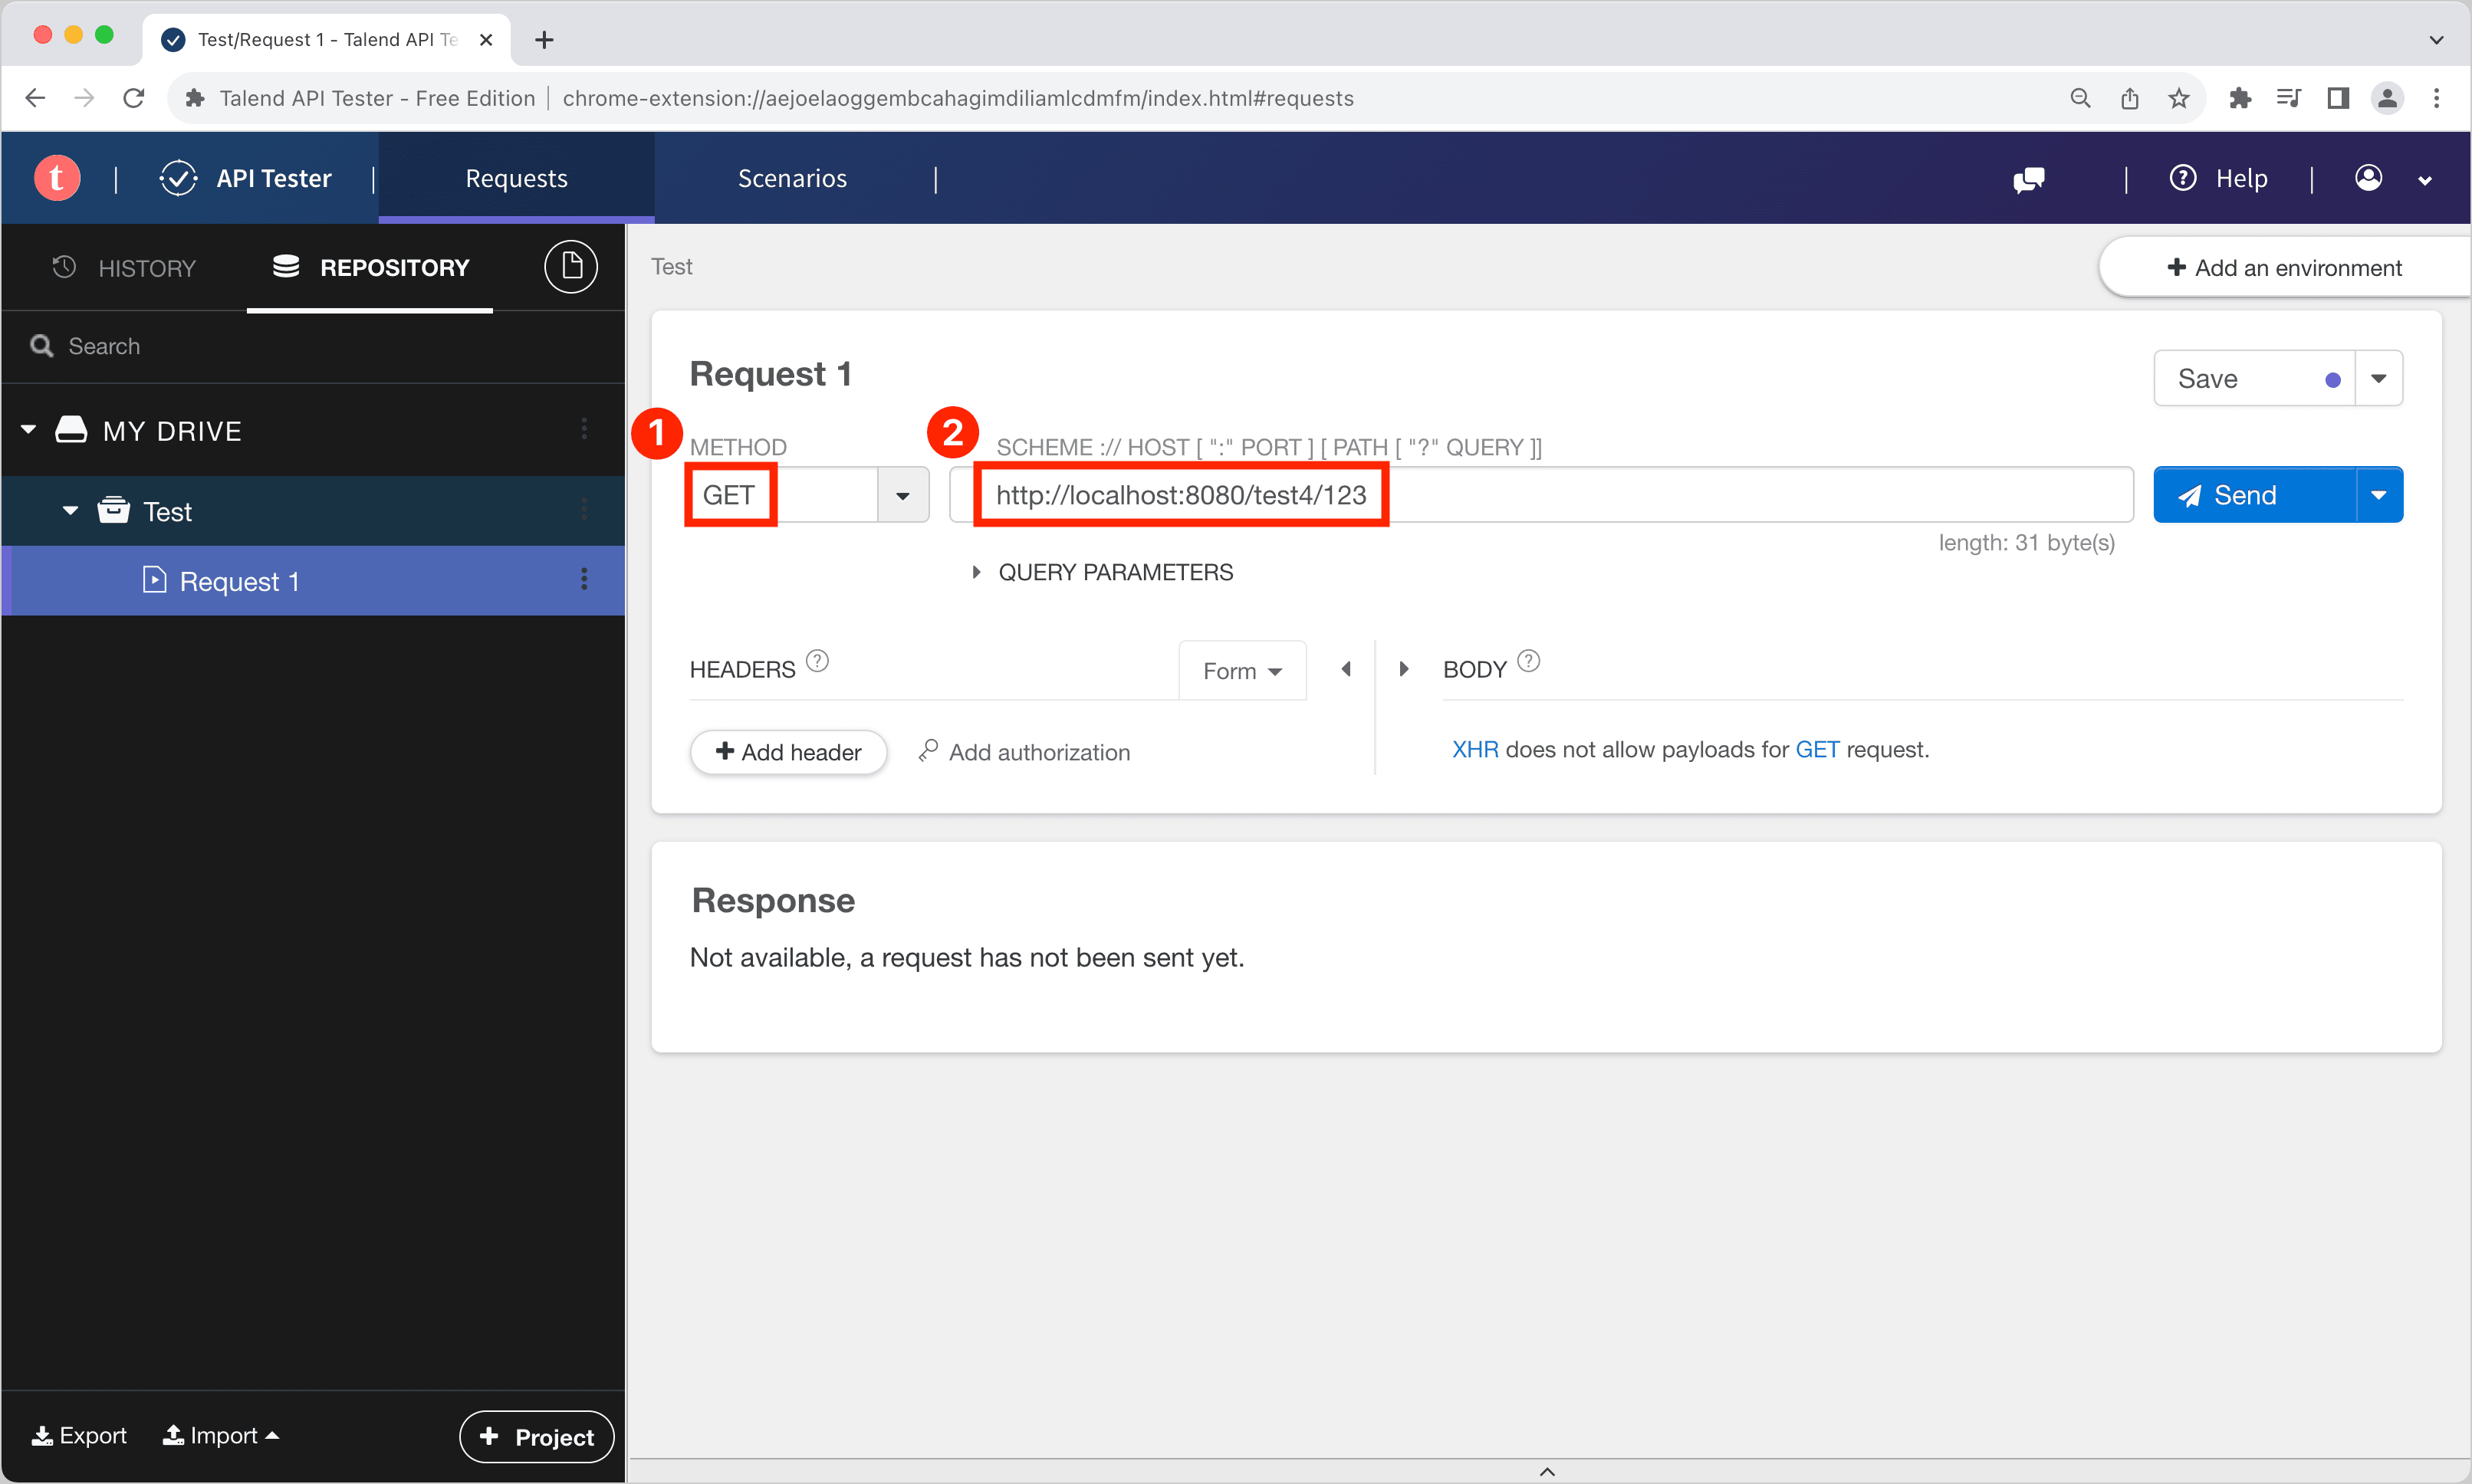 Test/Request 1 - Talend API Te
Talend API Tester - Free Edition | chrome-extension://aejoelaoggembcahagimdiliamlcdmfm/index.html#requests
t | API Tester | Requests Scenarios | | Help |
HISTORY REPOSITORY
Search
MY DRIVE
Test
Request 1
Export Import + Project
Test
+ Add an environment
Request 1
Save
1 METHOD 2 SCHEME :// HOST [ ":" PORT ] [ PATH [ "?" QUERY ]]
GET http://localhost:8080/test4/123 Send
length: 31 byte(s)
QUERY PARAMETERS
HEADERS ? Form BODY ?
+ Add header Add authorization XHR does not allow payloads for GET request.
Response
Not available, a request has not been sent yet.